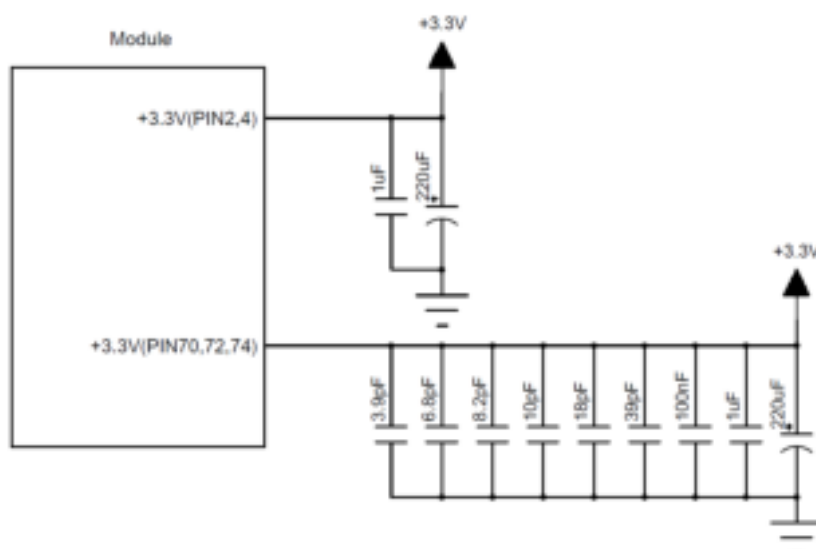 +3.3V
Module
+3.3V(PIN2,4)
1uF
220uF
+3.3V
+3.3V(PIN70,72,74)
3.9pF
6.8pF
8.2pF
10pF
18pF
39pF
100nF
1uF
220uF